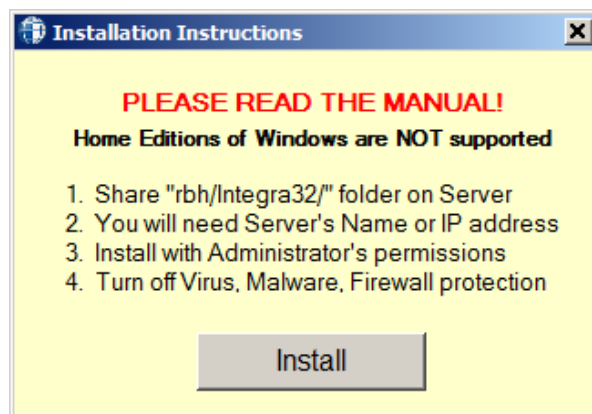 Installation Instructions
PLEASE READ THE MANUAL!
Home Editions of Windows are NOT supported
1. Share "rbh/Integra32/" folder on Server
2. You will need Server's Name or IP address
3. Install with Administrator's permissions
4. Turn off Virus, Malware, Firewall protection
Install